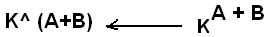 K^ (A+B) ← K^A + B